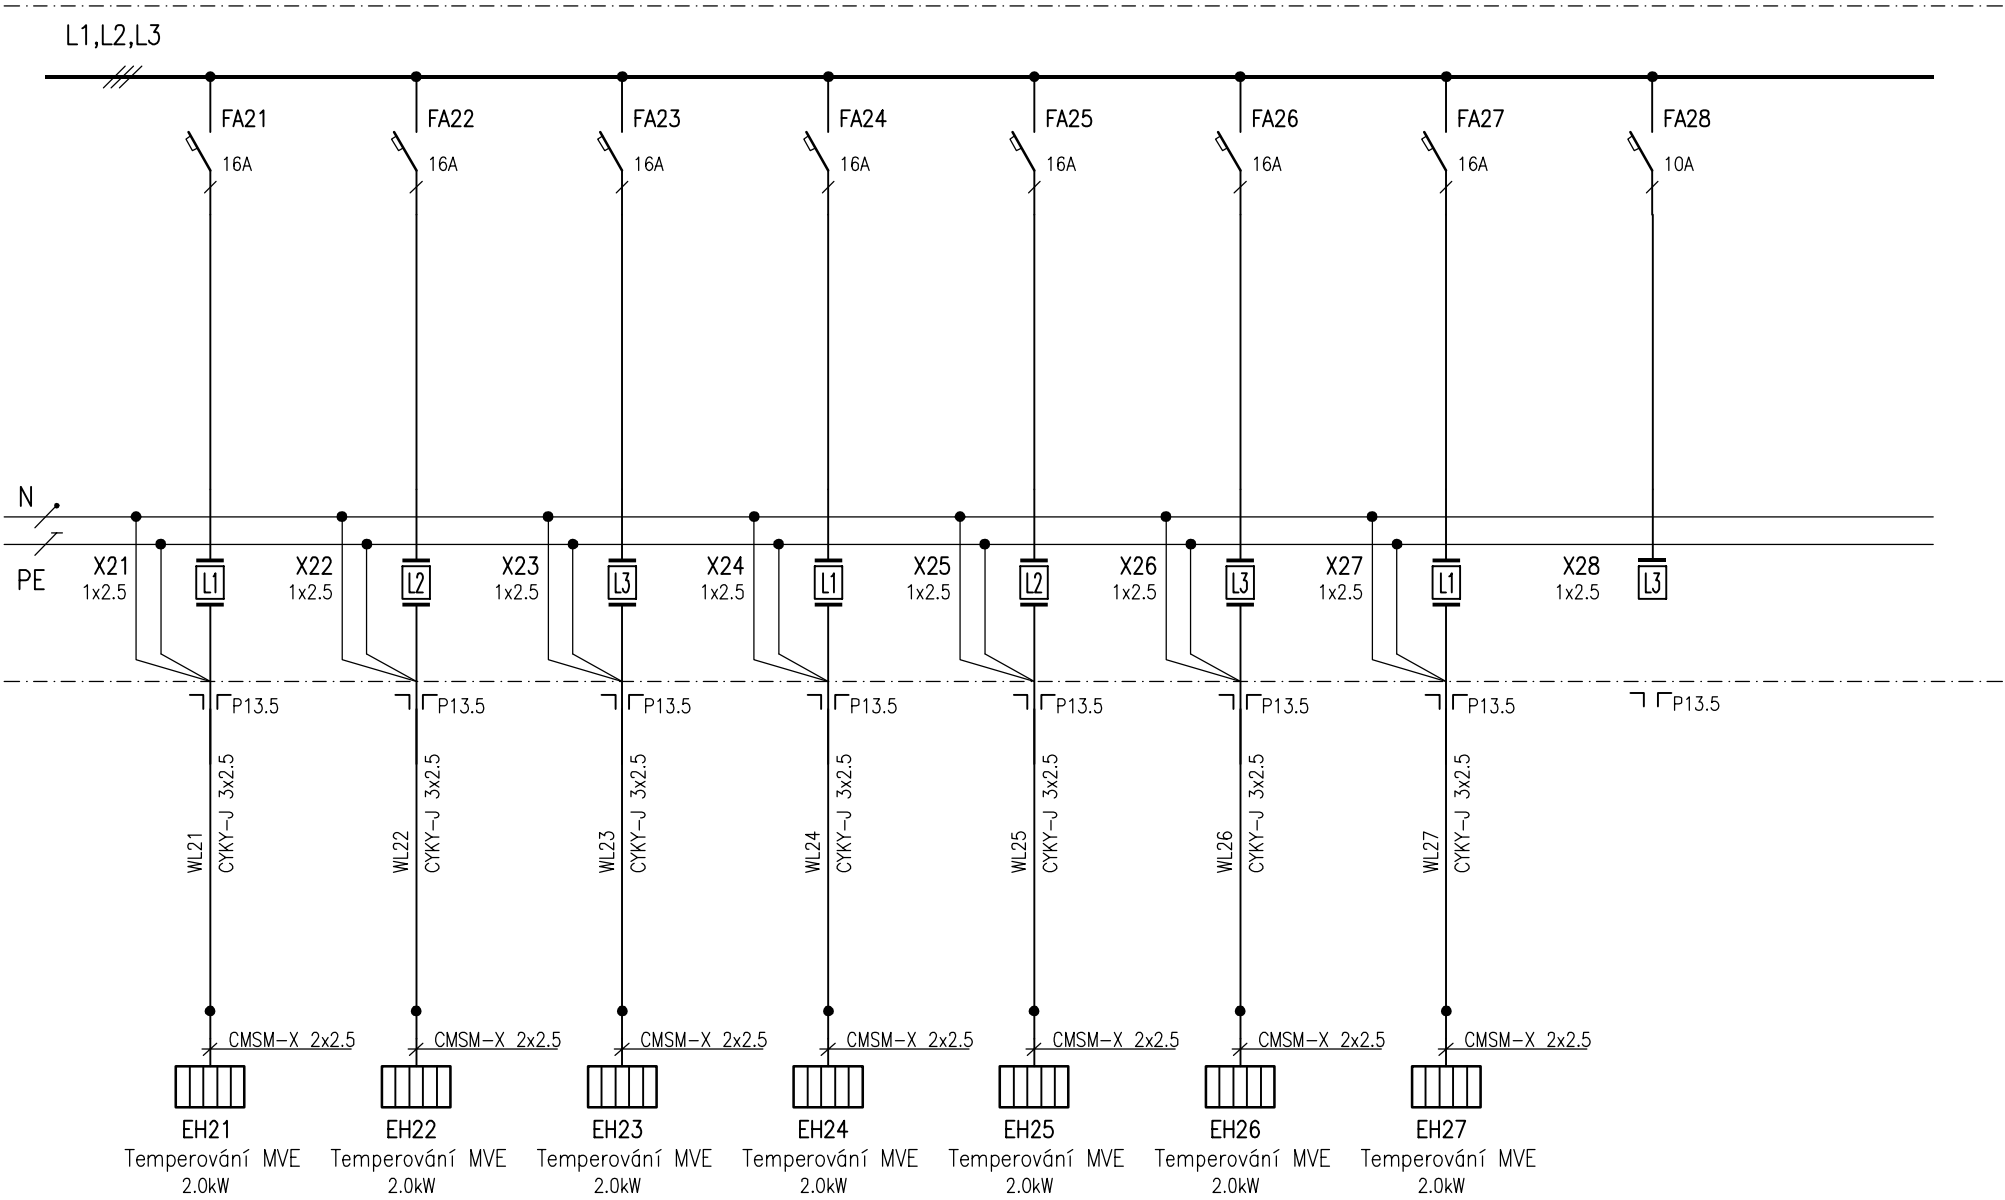 L1,L2,L3
FA21
16A
FA22
16A
FA23
16A
FA24
16A
FA25
16A
FA26
16A
FA27
16A
FA28
10A
N
PE
X21
1x2.5
L1
X22
1x2.5
L2
X23
1x2.5
L3
X24
1x2.5
L1
X25
1x2.5
L2
X26
1x2.5
L3
X27
1x2.5
L1
X28
1x2.5
L3
P13.5
P13.5
P13.5
P13.5
P13.5
P13.5
P13.5
P13.5
WL21
CYKY-J 3x2.5
WL22
CYKY-J 3x2.5
WL23
CYKY-J 3x2.5
WL24
CYKY-J 3x2.5
WL25
CYKY-J 3x2.5
WL26
CYKY-J 3x2.5
WL27
CYKY-J 3x2.5
CMSM-X 2x2.5
CMSM-X 2x2.5
CMSM-X 2x2.5
CMSM-X 2x2.5
CMSM-X 2x2.5
CMSM-X 2x2.5
CMSM-X 2x2.5
EH21
Temperování MVE
2.0kW
EH22
Temperování MVE
2.0kW
EH23
Temperování MVE
2.0kW
EH24
Temperování MVE
2.0kW
EH25
Temperování MVE
2.0kW
EH26
Temperování MVE
2.0kW
EH27
Temperování MVE
2.0kW